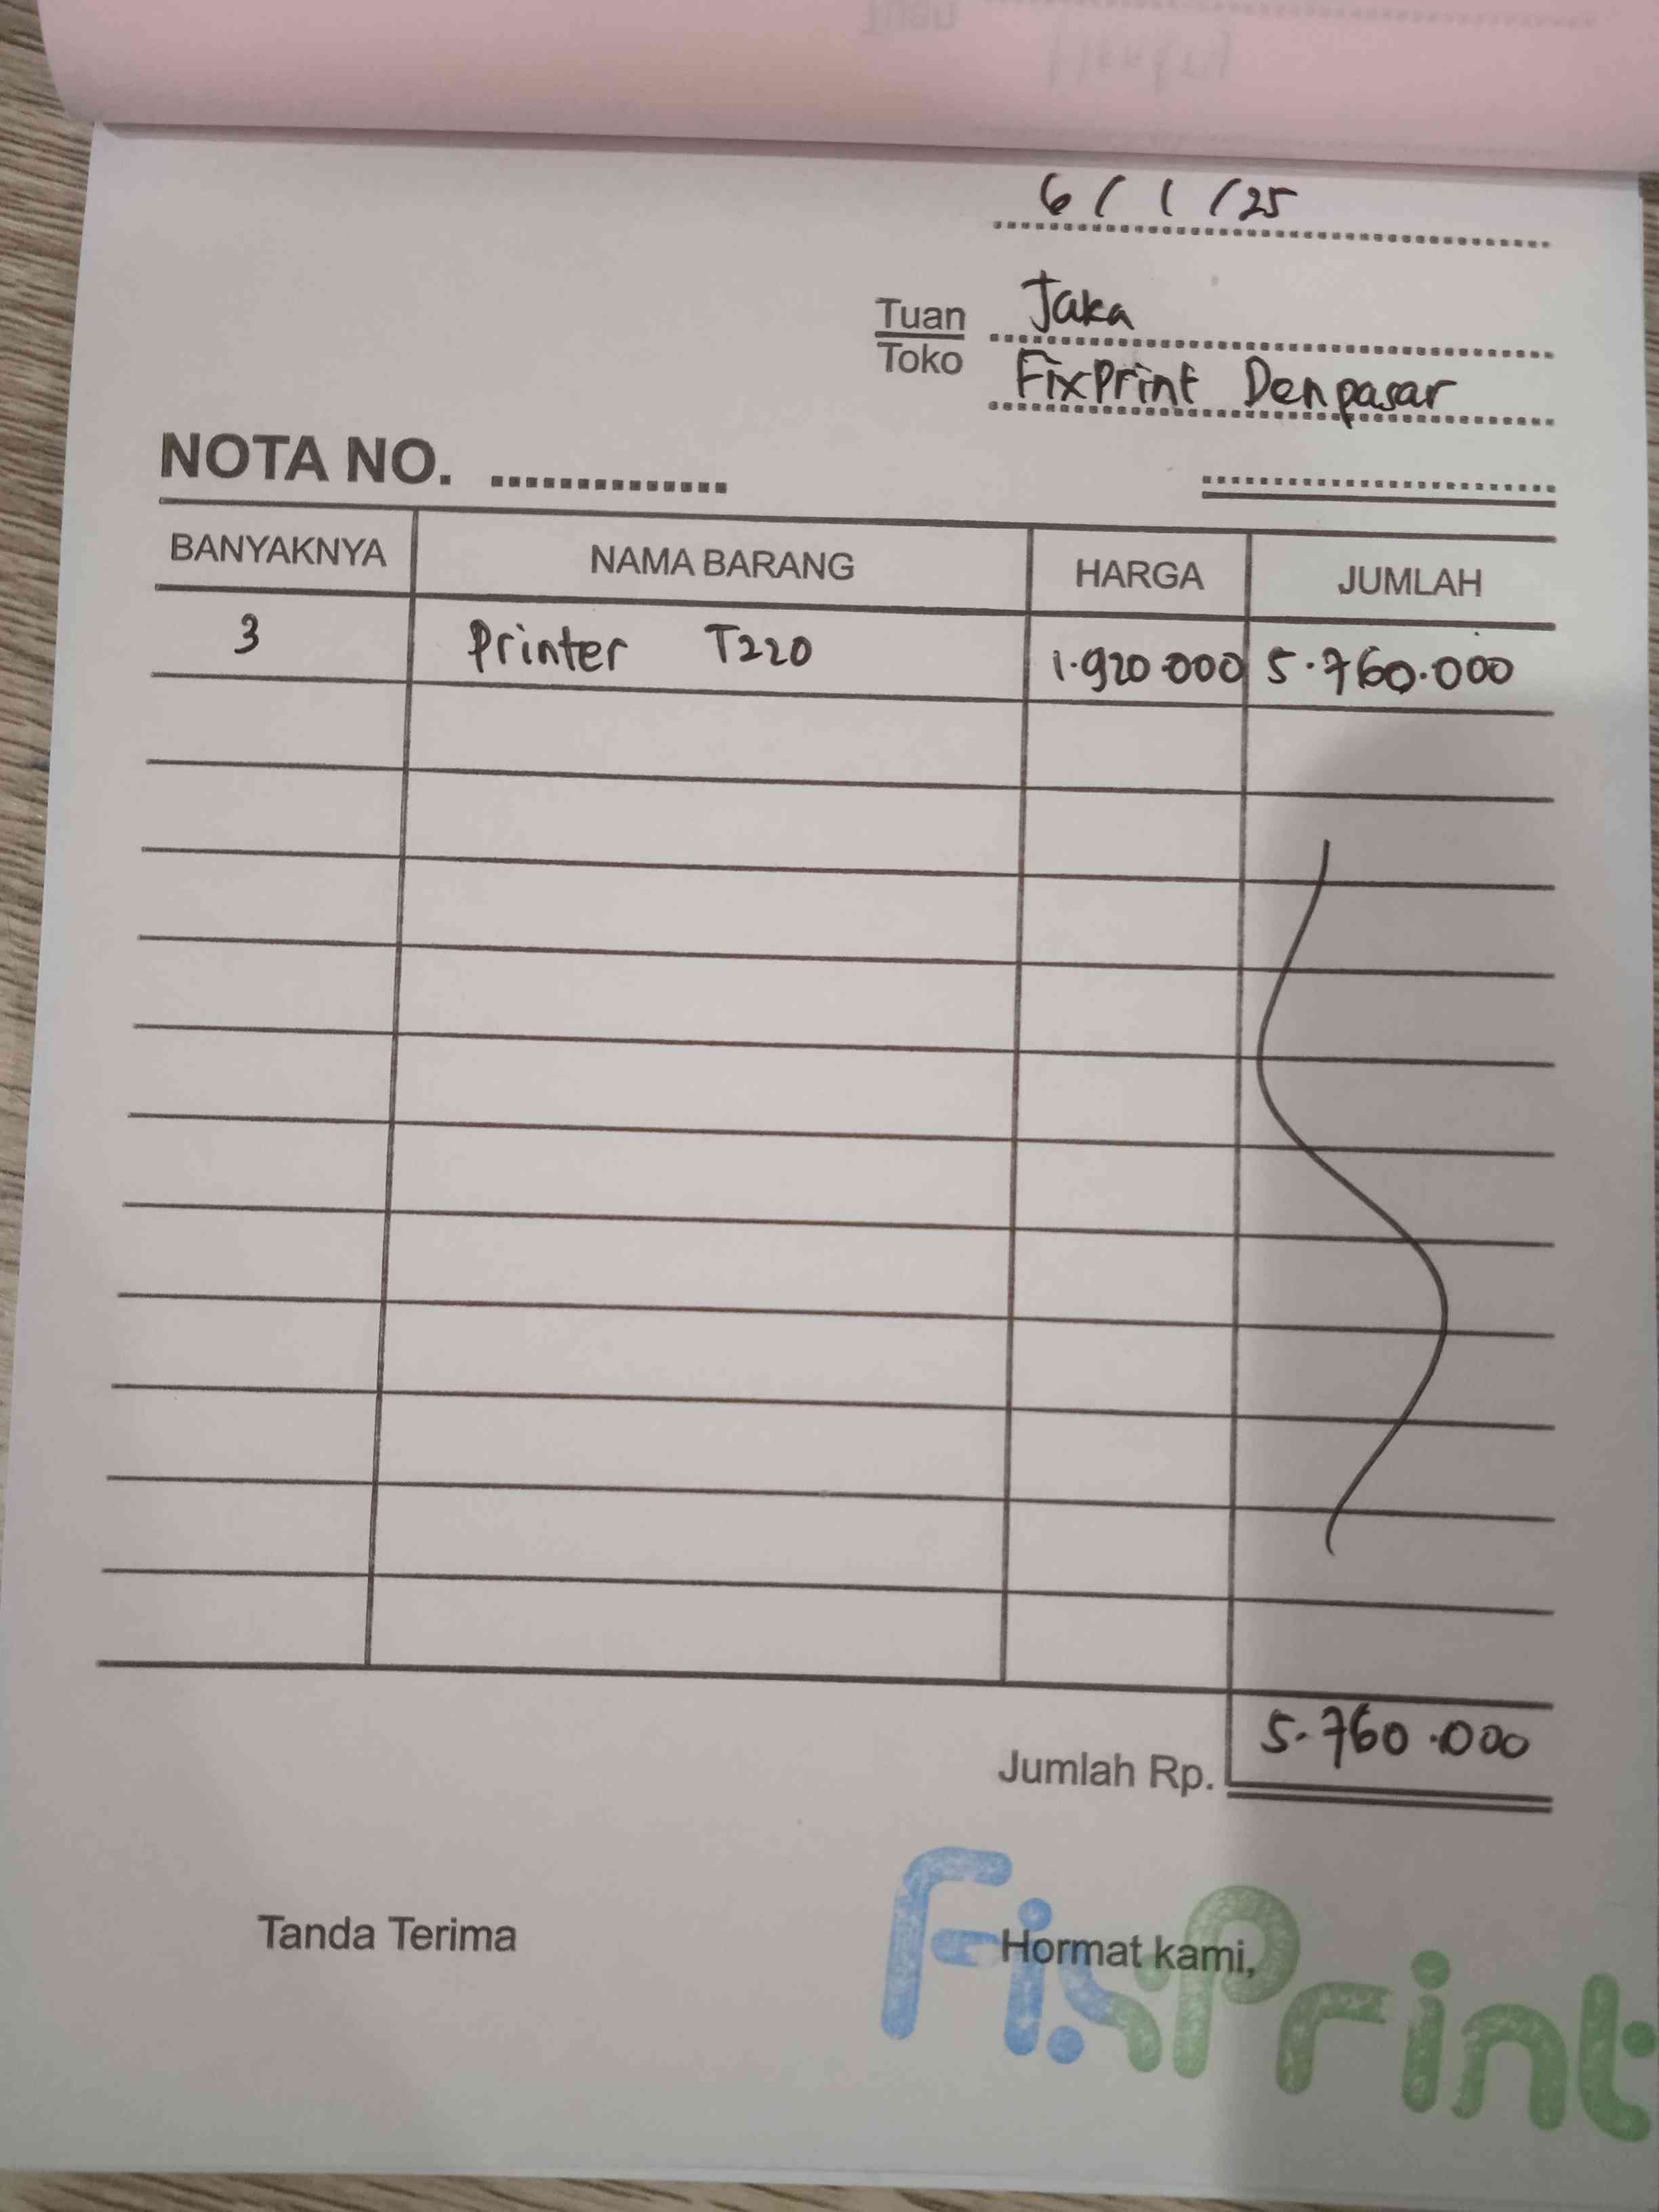 6 / 1 / 25
Tuan Jaka
Toko FixPrint Denpasar
NOTA NO. ..............
BANYAKNYA NAMA BARANG HARGA JUMLAH
3 Printer T220 1.920.000 5.760.000
Jumlah Rp. 5.760.000
Tanda Terima Hormat kami,
FixPrint